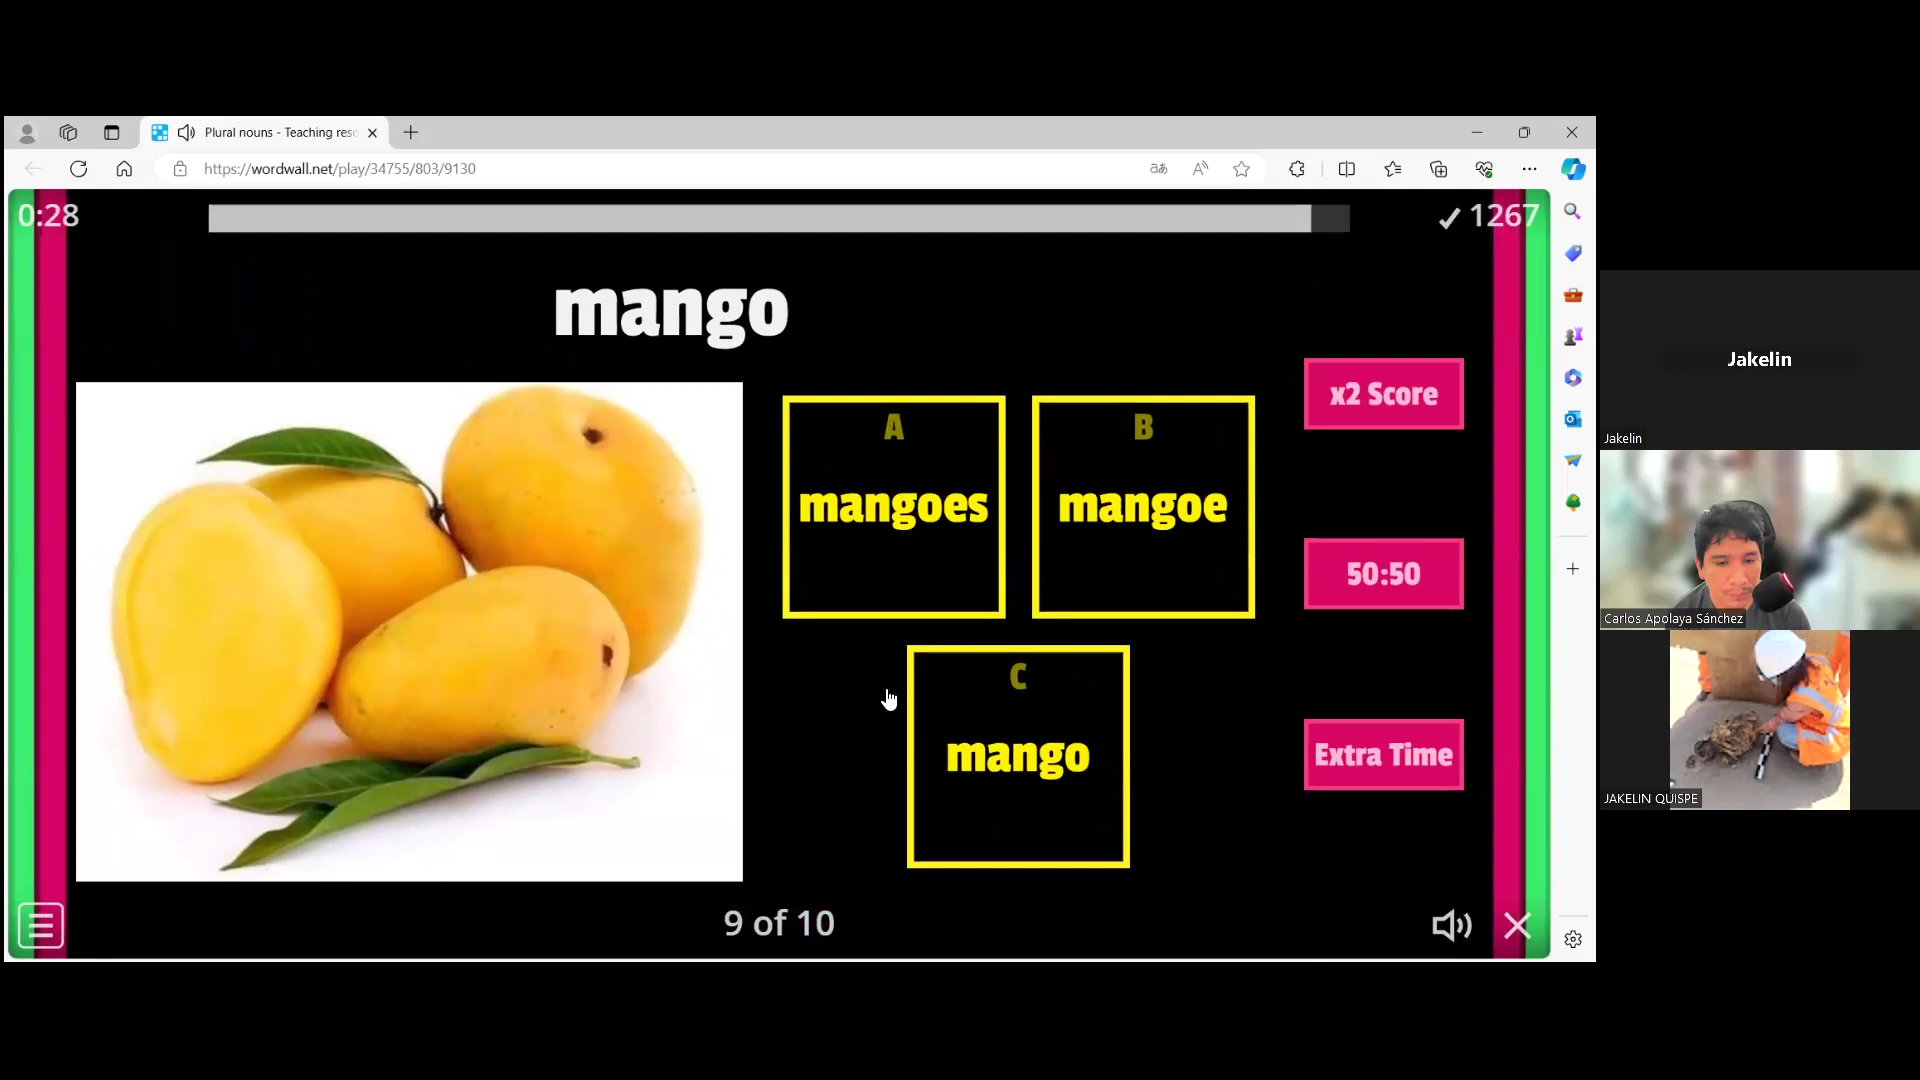 Plural nouns - Teaching reso
https://wordwall.net/play/34755/803/9130
0:28
1267
mango
A
mangoes
B
mangoe
C
mango
x2 Score
50:50
Extra Time
9 of 10
Jakelin
Jakelin
Carlos Apolaya Sánchez
JAKELIN QUISPE